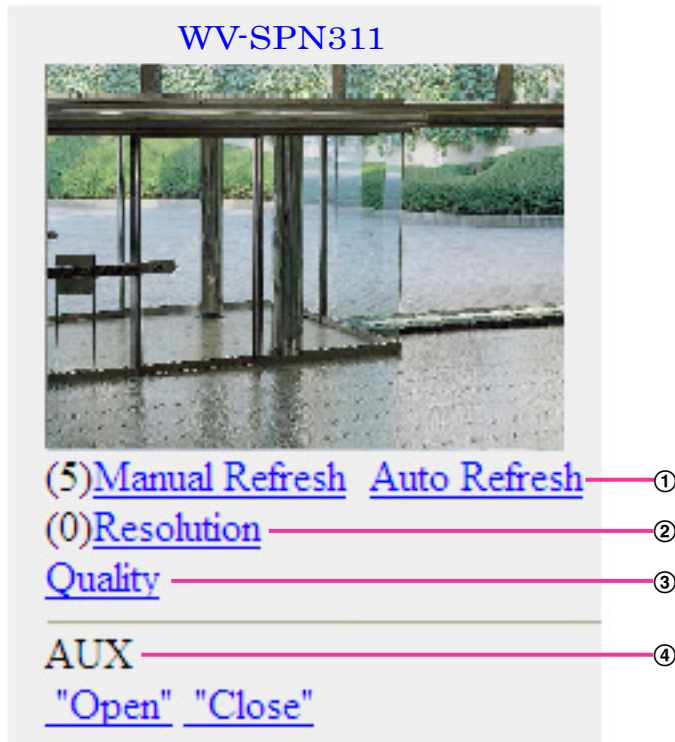 WV-SPN311
(5)Manual Refresh Auto Refresh ①
(0)Resolution ②
Quality ③
AUX ④
"Open" "Close"